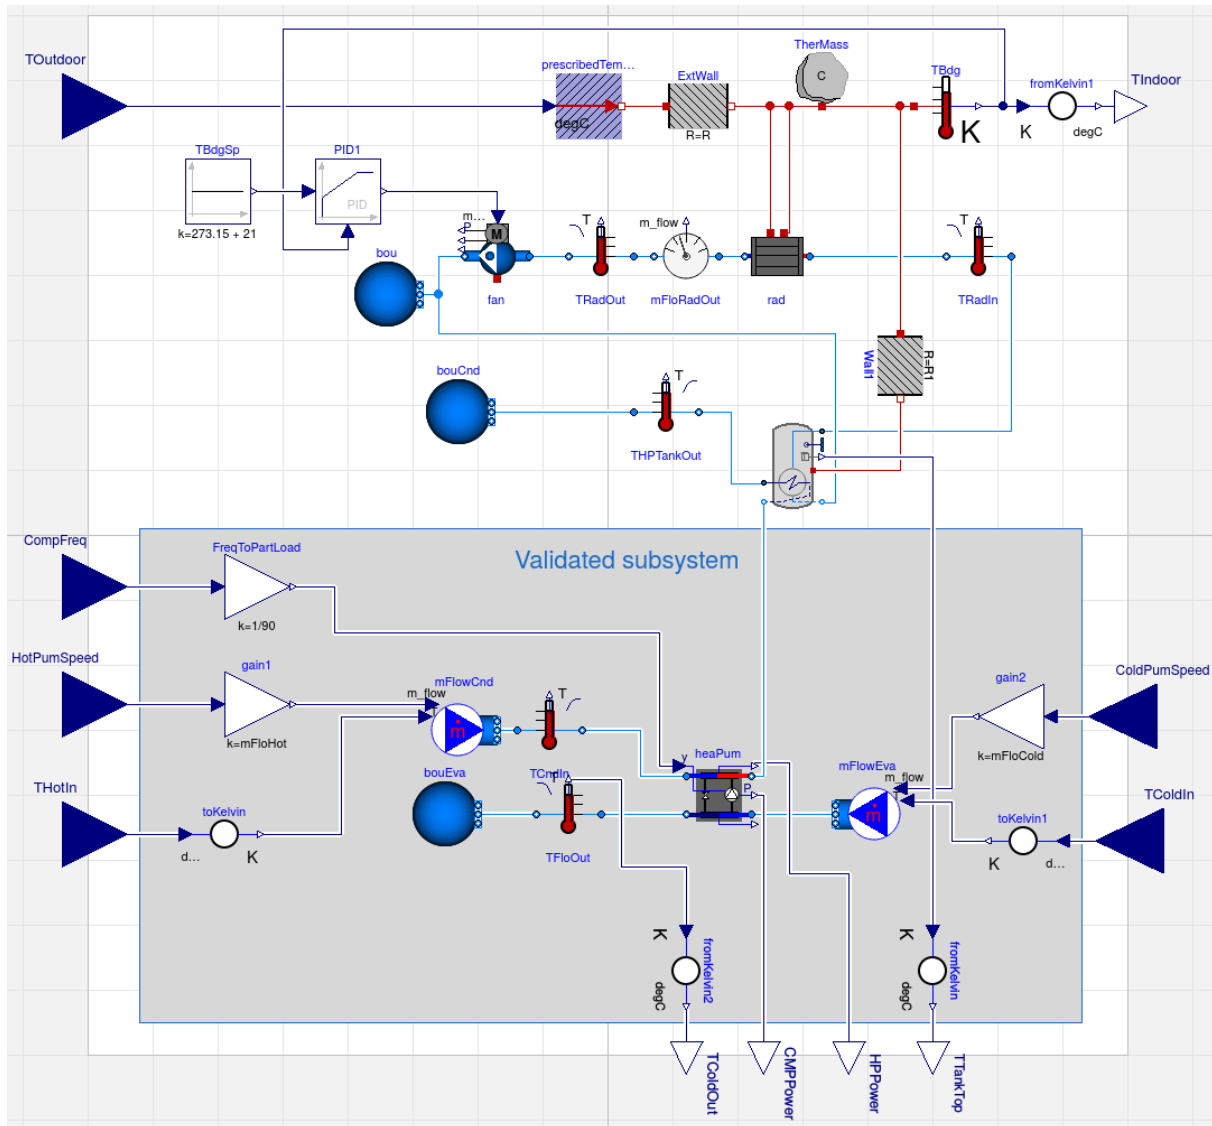 TOutdoor
prescribedTem...
degC
ExtWall
R=R
TherMass
C
TBdg
K
fromKelvin1
K
degC
TIndoor
TBdgSp
k=273.15 + 21
PID1
PID
m...
P
M
fan
bou
T
TRadOut
m_flow
mFloRadOut
rad
T
TRadIn
Wall1
R=R1
bouCnd
T
THPTankOut
Validated subsystem
CompFreq
FreqToPartLoad
k=1/90
HotPumSpeed
gain1
k=mFloHot
m_flow
mFlowCnd
ṁ
T
TCndIn
THotIn
toKelvin
d...
K
bouEva
T
TFloOut
heaPum
y
P
mFlowEva
m_flow
ṁ
gain2
k=mFloCold
ColdPumSpeed
TColdIn
toKelvin1
K
d...
K
fromKelvin2
degC
K
fromKelvin
degC
TColdOut
CMPPower
HPPower
TTankTop